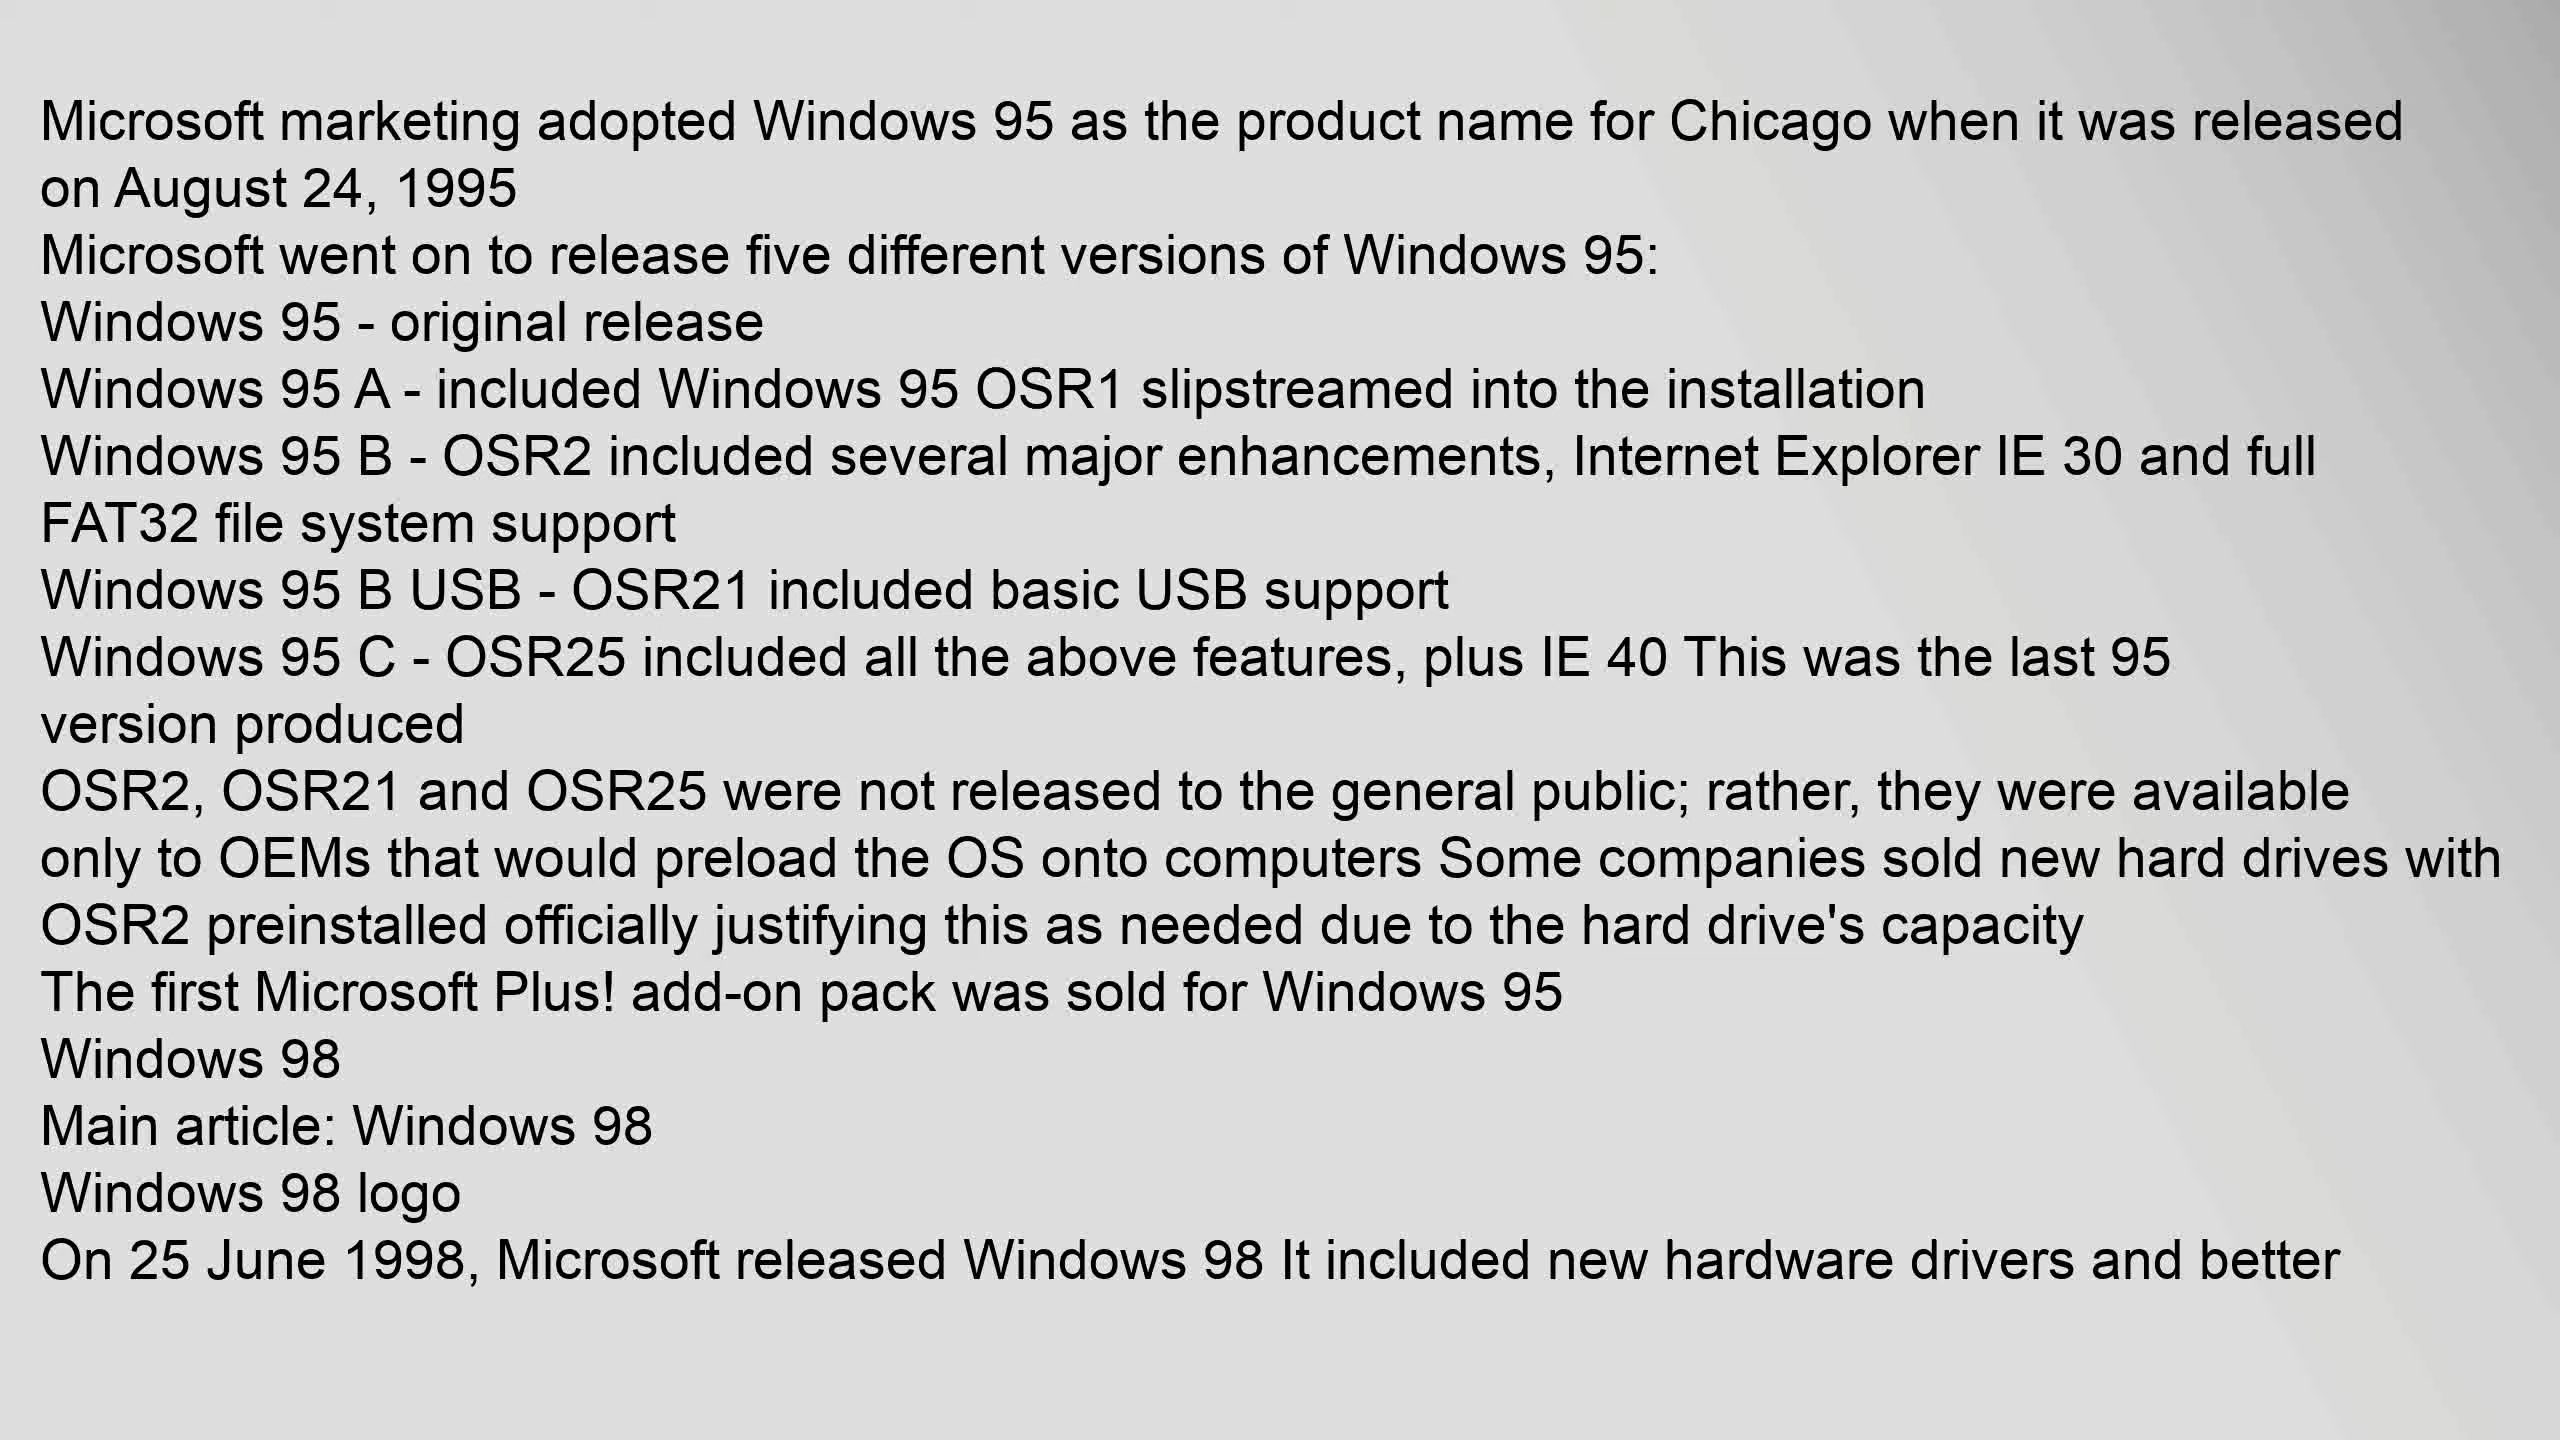 Microsoft marketing adopted Windows 95 as the product name for Chicago when it was released
on August 24, 1995
Microsoft went on to release five different versions of Windows 95:
Windows 95 - original release
Windows 95 A - included Windows 95 OSR1 slipstreamed into the installation
Windows 95 B - OSR2 included several major enhancements, Internet Explorer IE 30 and full
FAT32 file system support
Windows 95 B USB - OSR21 included basic USB support
Windows 95 C - OSR25 included all the above features, plus IE 40 This was the last 95
version produced
OSR2, OSR21 and OSR25 were not released to the general public; rather, they were available
only to OEMs that would preload the OS onto computers Some companies sold new hard drives with
OSR2 preinstalled officially justifying this as needed due to the hard drive's capacity
The first Microsoft Plus! add-on pack was sold for Windows 95
Windows 98
Main article: Windows 98
Windows 98 logo
On 25 June 1998, Microsoft released Windows 98 It included new hardware drivers and better